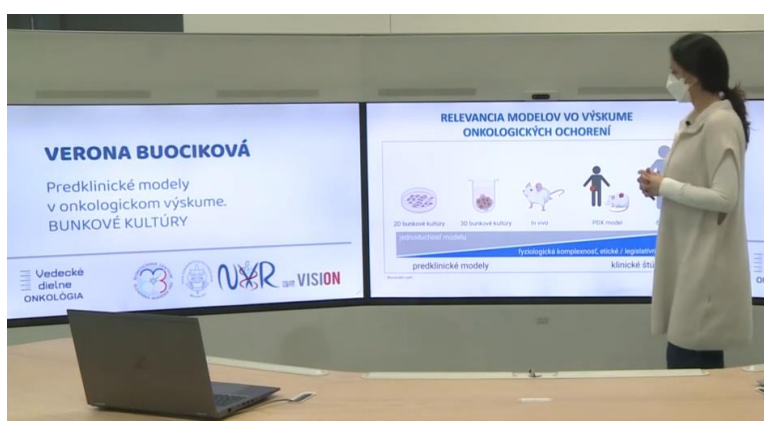 VERONA BUOCIKOVÁ
Predklinické modely
v onkologickom výskume.
BUNKOVÉ KULTÚRY
Vedecké
dielne
ONKOLÓGIA
VISION
RELEVANCIA MODELOV VO VÝSKUME
ONKOLOGICKÝCH OCHORENÍ
2D bunkové kultúry 3D bunkové kultúry In vivo PDX model
jednoduchosť modelu
fyziologická komplexnosť, etické / legislatívn
predklinické modely klinické štú